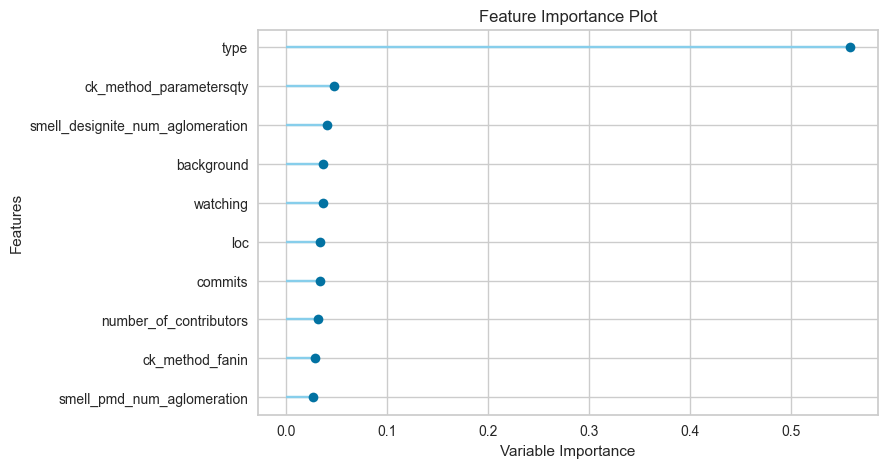 Feature Importance Plot
type
ck_method_parametersqty
smell_designite_num_aglomeration
background
watching
loc
commits
number_of_contributors
ck_method_fanin
smell_pmd_num_aglomeration
Features
0.0 0.1 0.2 0.3 0.4 0.5
Variable Importance